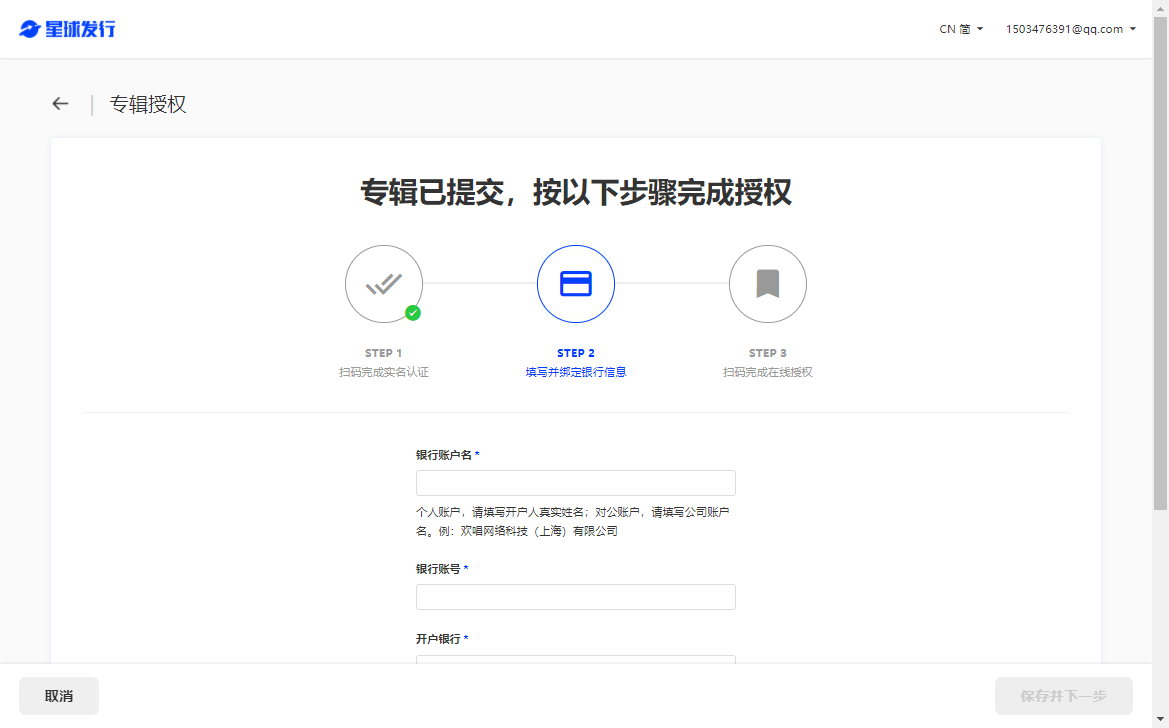 星球发行
CN 简
1503476391@qq.com
专辑授权
专辑已提交，按以下步骤完成授权
STEP 1
STEP 2
STEP 3
扫码完成实名认证
填写并绑定银行信息
扫码完成在线授权
银行账户名 *
个人账户，请填写开户人真实姓名；对公账户，请填写公司账户
名。例：欢唱网络科技（上海）有限公司
银行账号 *
开户银行 *
取消
保存并下一步